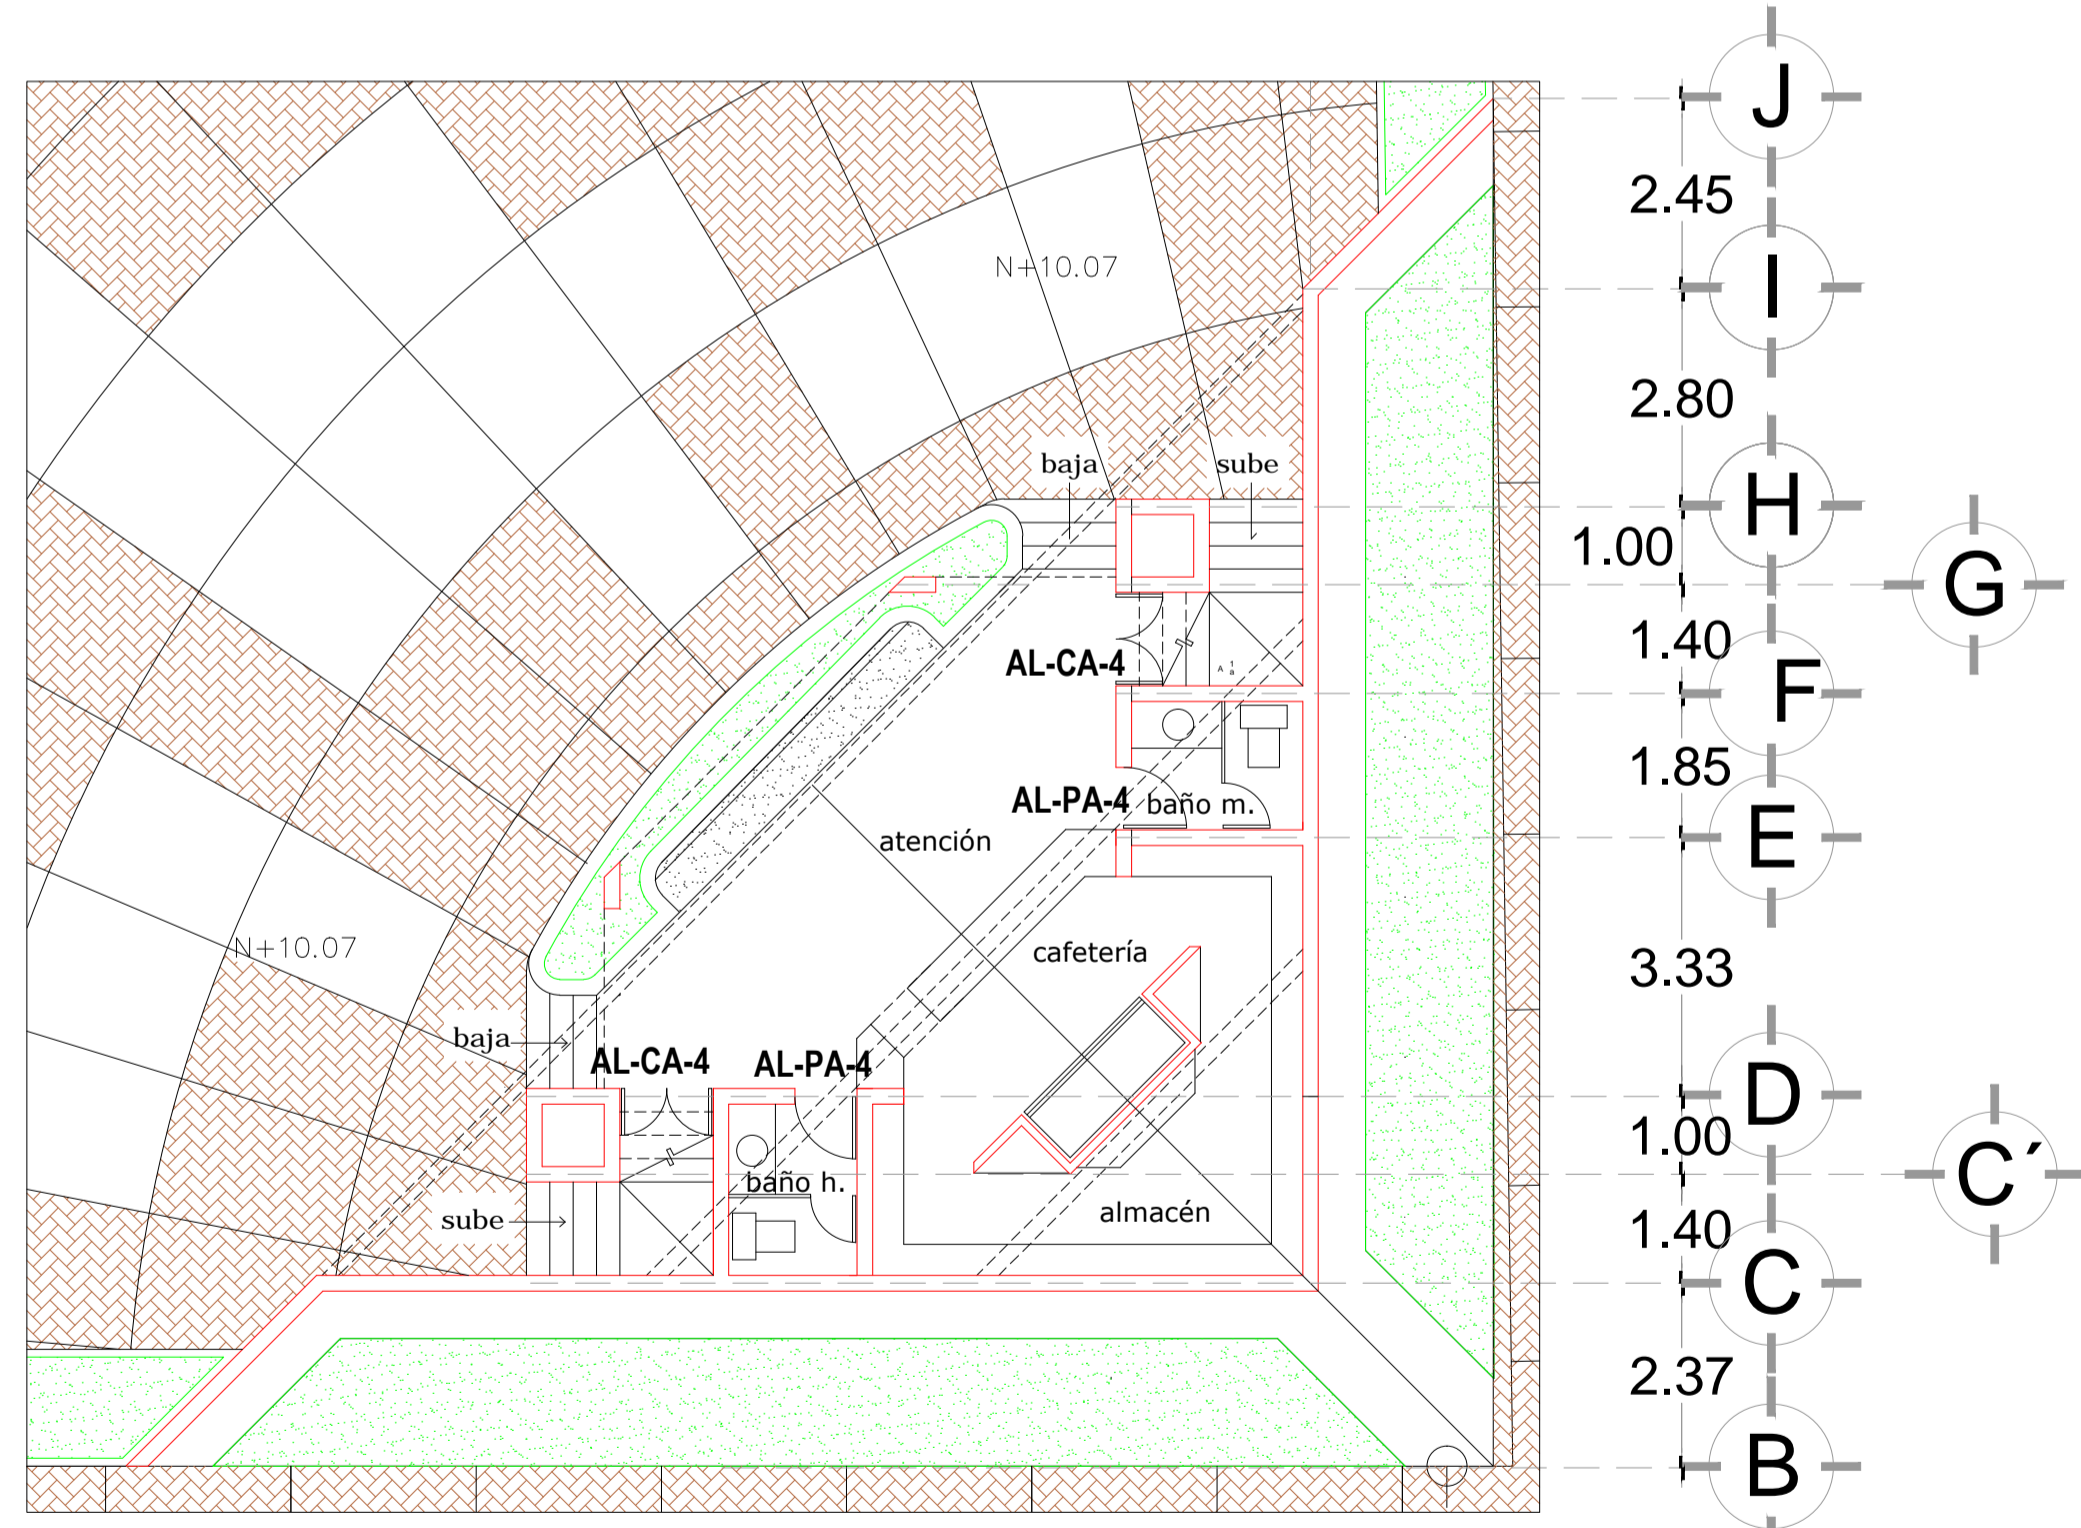 J
2.45
N+10.07
I
2.80
baja
sube
H
1.00
G
1.40
AL-CA-4
F
1.85
AL-PA-4
baño m.
atención
E
N+10.07
cafetería
3.33
baja
AL-CA-4
AL-PA-4
D
1.00
C´
baño h.
sube
almacén
1.40
C
2.37
B